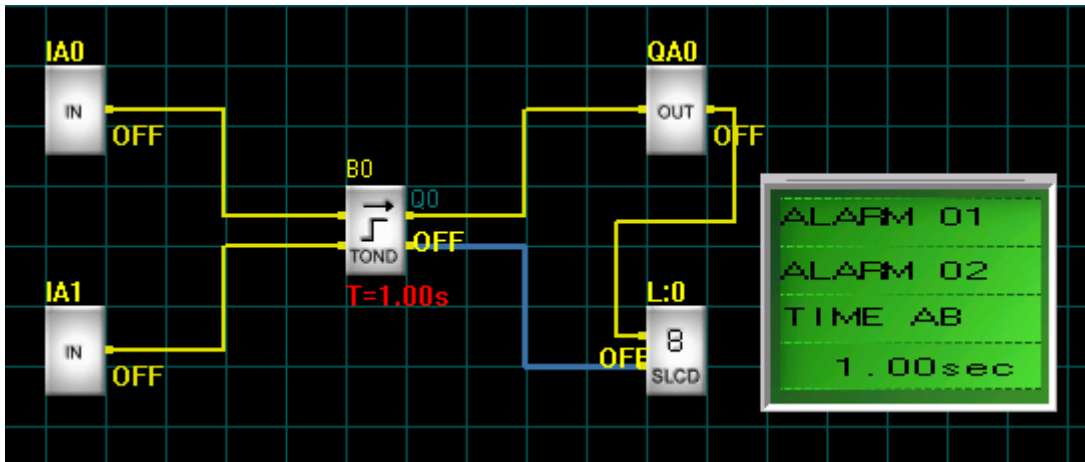 IA0
IN
OFF
IA1
IN
OFF
B0
Q0
OFF
TOND
T=1.00s
QA0
OUT
OFF
L:0
8
OFF
SLCD
ALARM 01
ALARM 02
TIME AB
1.00sec